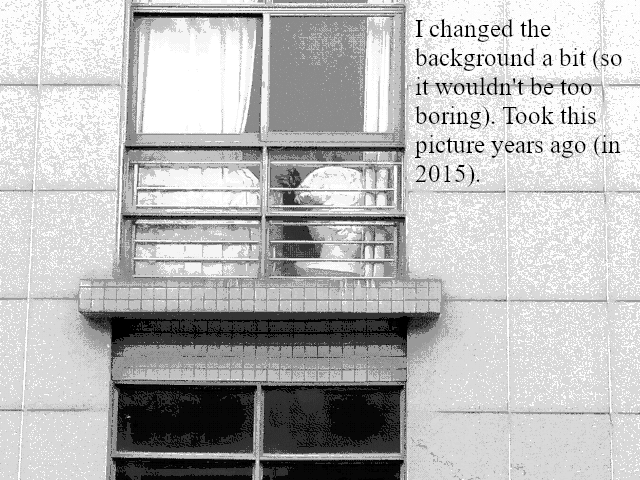 I changed the
background a bit (so
it wouldn't be too
boring). Took this
picture years ago (in
2015).